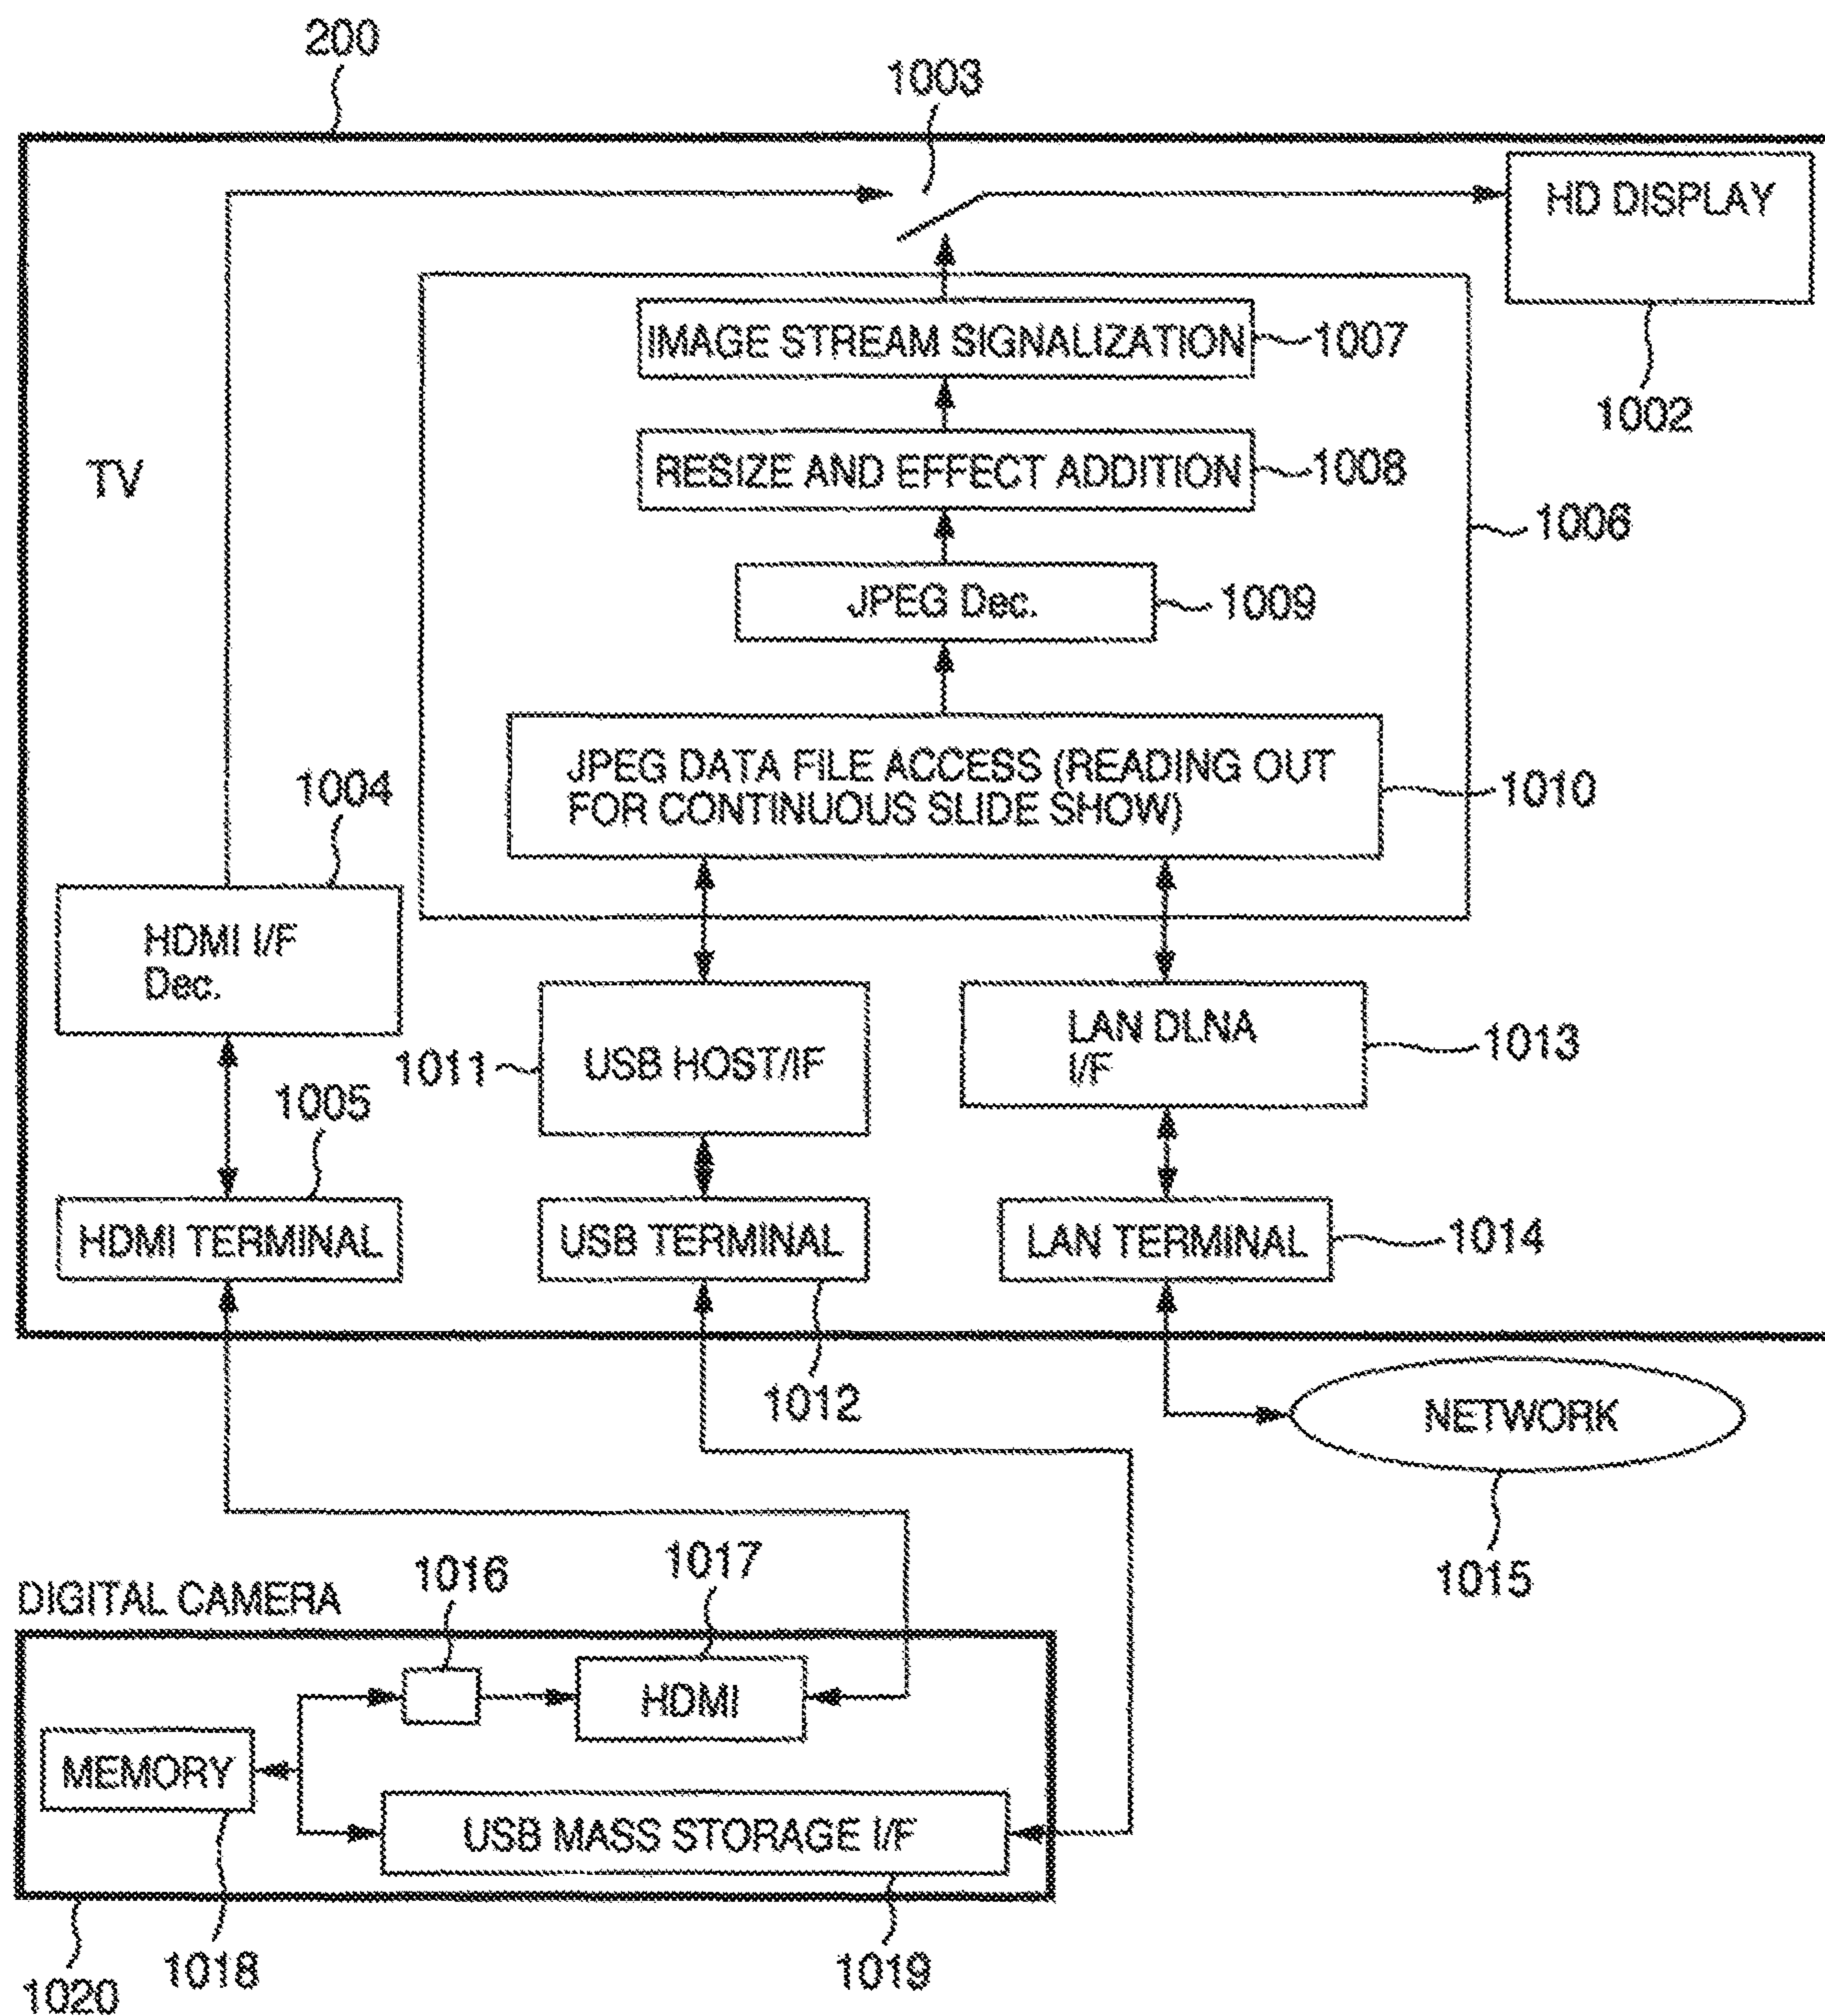 200
1003
HD DISPLAY
IMAGE STREAM SIGNALIZATION
1007
1002
TV
RESIZE AND EFFECT ADDITION
1008
1006
JPEG Dec.
1009
JPEG DATA FILE ACCESS (READING OUT
FOR CONTINUOUS SLIDE SHOW)
1010
1004
HDMI I/F
Dec.
1011
USB HOST/IF
LAN DLNA
I/F
1013
1005
HDMI TERMINAL
USB TERMINAL
LAN TERMINAL
1014
1012
NETWORK
1015
DIGITAL CAMERA
1016
1017
HDMI
MEMORY
USB MASS STORAGE I/F
1018
1019
1020